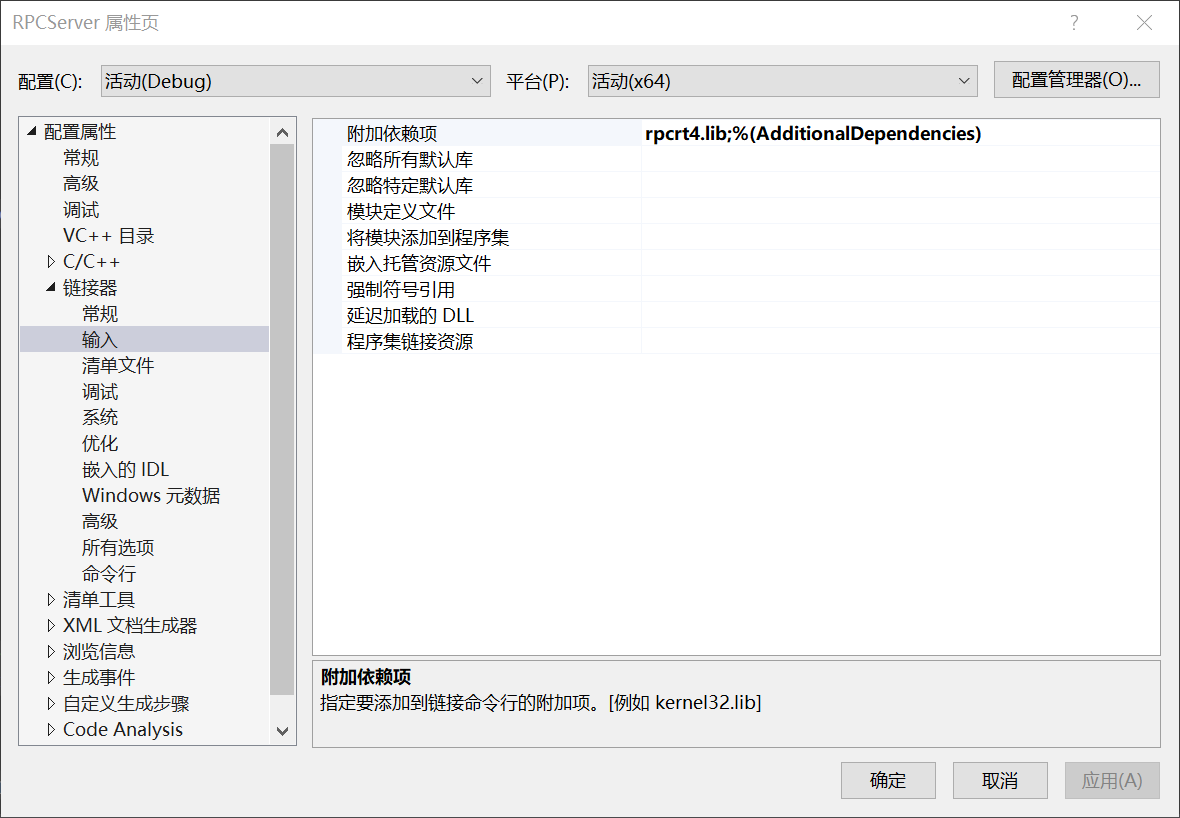 RPCServer 属性页
配置(C): 活动(Debug) 平台(P): 活动(x64) 配置管理器(O)...
配置属性
常规
高级
调试
VC++ 目录
C/C++
链接器
常规
输入
清单文件
调试
系统
优化
嵌入的 IDL
Windows 元数据
高级
所有选项
命令行
清单工具
XML 文档生成器
浏览信息
生成事件
自定义生成步骤
Code Analysis
附加依赖项 rpcrt4.lib;%(AdditionalDependencies)
忽略所有默认库
忽略特定默认库
模块定义文件
将模块添加到程序集
嵌入托管资源文件
强制符号引用
延迟加载的 DLL
程序集链接资源
附加依赖项
指定要添加到链接命令行的附加项。[例如 kernel32.lib]
确定 取消 应用(A)